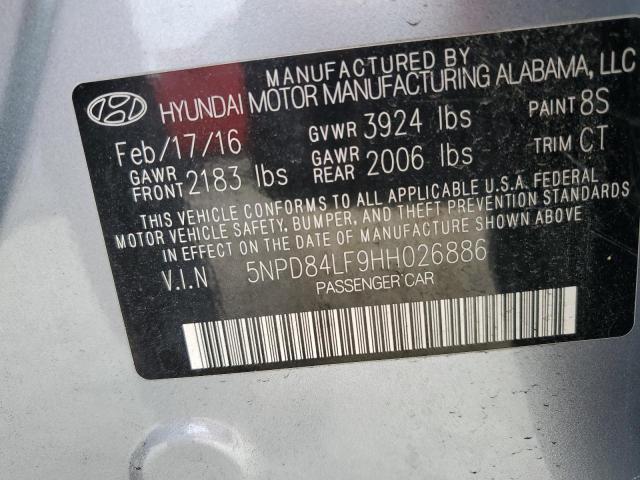 MANUFACTURED BY
HYUNDAI MOTOR MANUFACTURING ALABAMA, LLC
Feb/17/16 GVWR 3924 lbs PAINT 8S
GAWR FRONT 2183 lbs GAWR REAR 2006 lbs TRIM CT
THIS VEHICLE CONFORMS TO ALL APPLICABLE U.S.A. FEDERAL
MOTOR VEHICLE SAFETY, BUMPER, AND THEFT PREVENTION STANDARDS
IN EFFECT ON THE DATE OF MANUFACTURE SHOWN ABOVE
V.I.N 5NPD84LF9HH026886
PASSENGER CAR